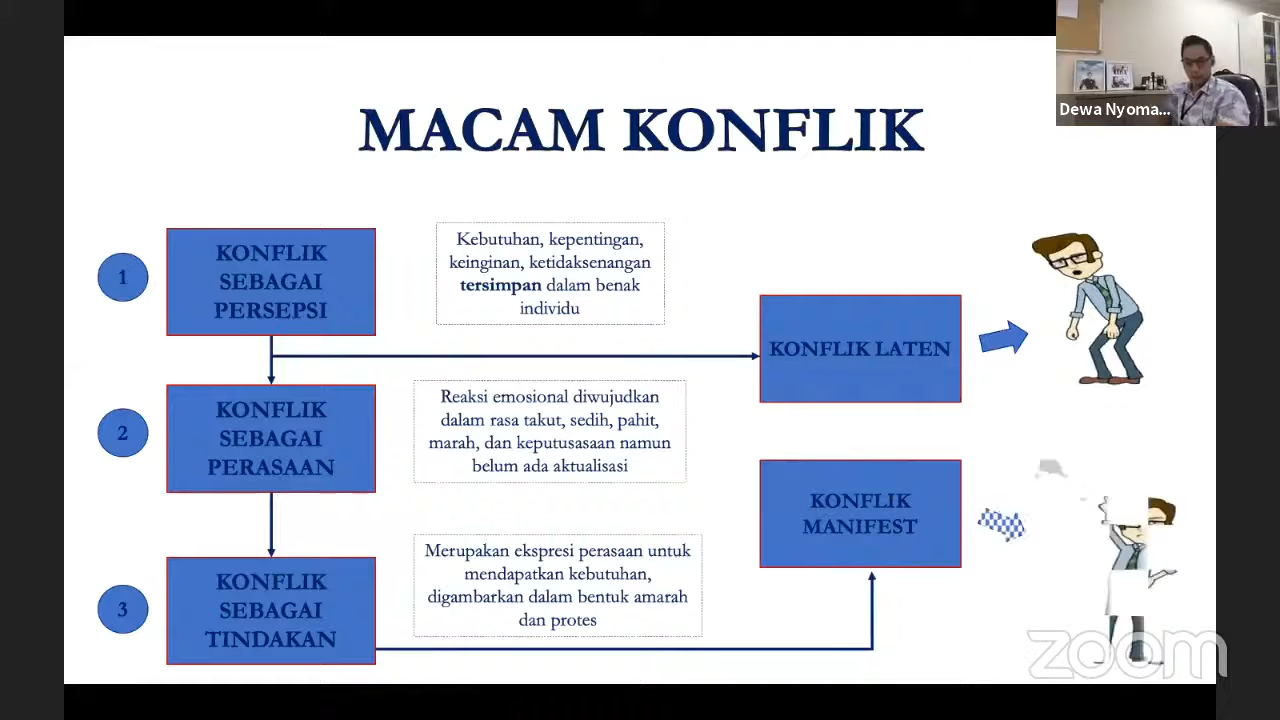 Dewa Nyoma...
MACAM KONFLIK
1
KONFLIK
SEBAGAI
PERSEPSI
Kebutuhan, kepentingan,
keinginan, ketidaksenangan
tersimpan dalam benak
individu
KONFLIK LATEN
2
KONFLIK
SEBAGAI
PERASAAN
Reaksi emosional diwujudkan
dalam rasa takut, sedih, pahit,
marah, dan keputusasaan namun
belum ada aktualisasi
KONFLIK
MANIFEST
3
KONFLIK
SEBAGAI
TINDAKAN
Merupakan ekspresi perasaan untuk
mendapatkan kebutuhan,
digambarkan dalam bentuk amarah
dan protes
zoom